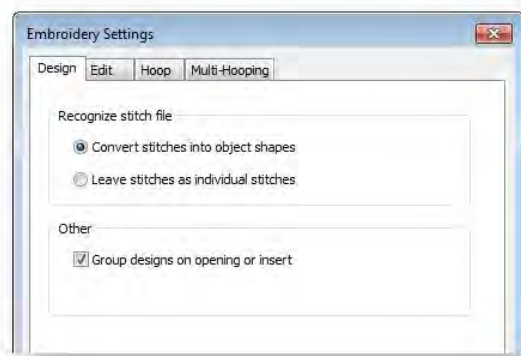 Embroidery Settings
Design Edit Hoop Multi-Hooping
Recognize stitch file
Convert stitches into object shapes
Leave stitches as individual stitches
Other
Group designs on opening or insert